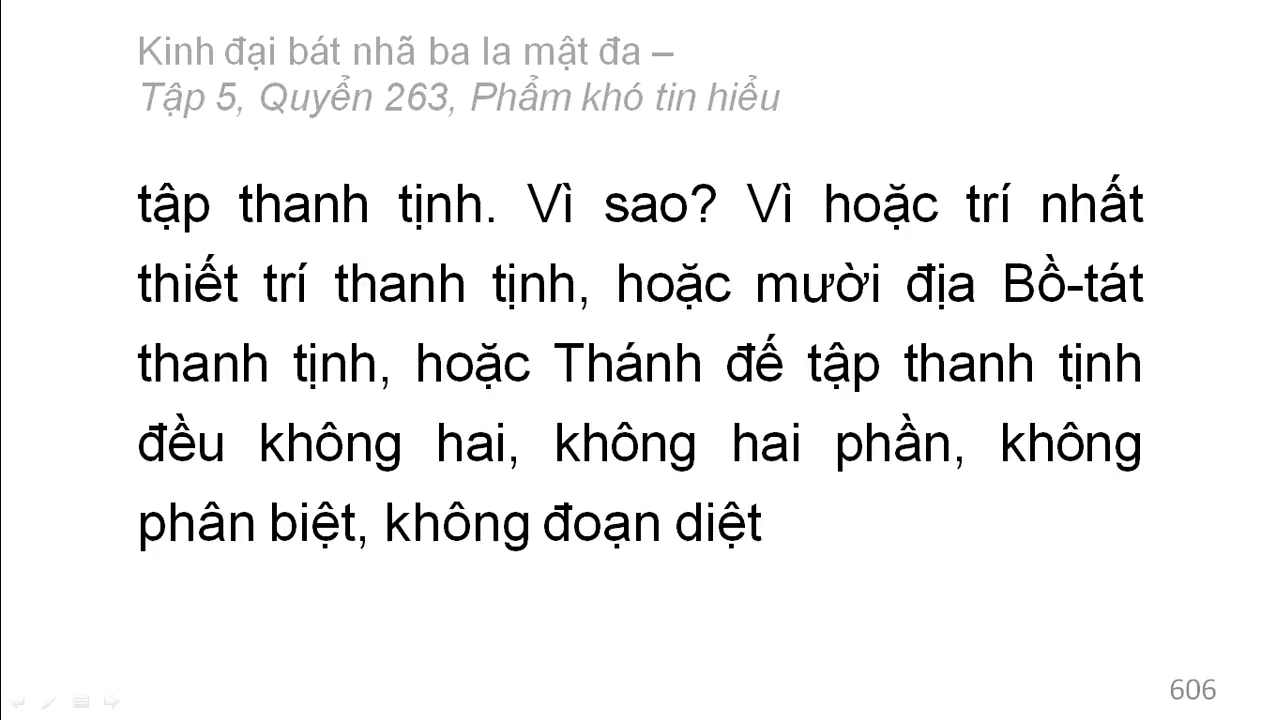 Kinh đại bát nhã ba la mật đa –
Tập 5, Quyển 263, Phẩm khó tin hiểu
tập thanh tịnh. Vì sao? Vì hoặc trí nhất
thiết trí thanh tịnh, hoặc mười địa Bồ-tát
thanh tịnh, hoặc Thánh đế tập thanh tịnh
đều không hai, không hai phần, không
phân biệt, không đoạn diệt
606